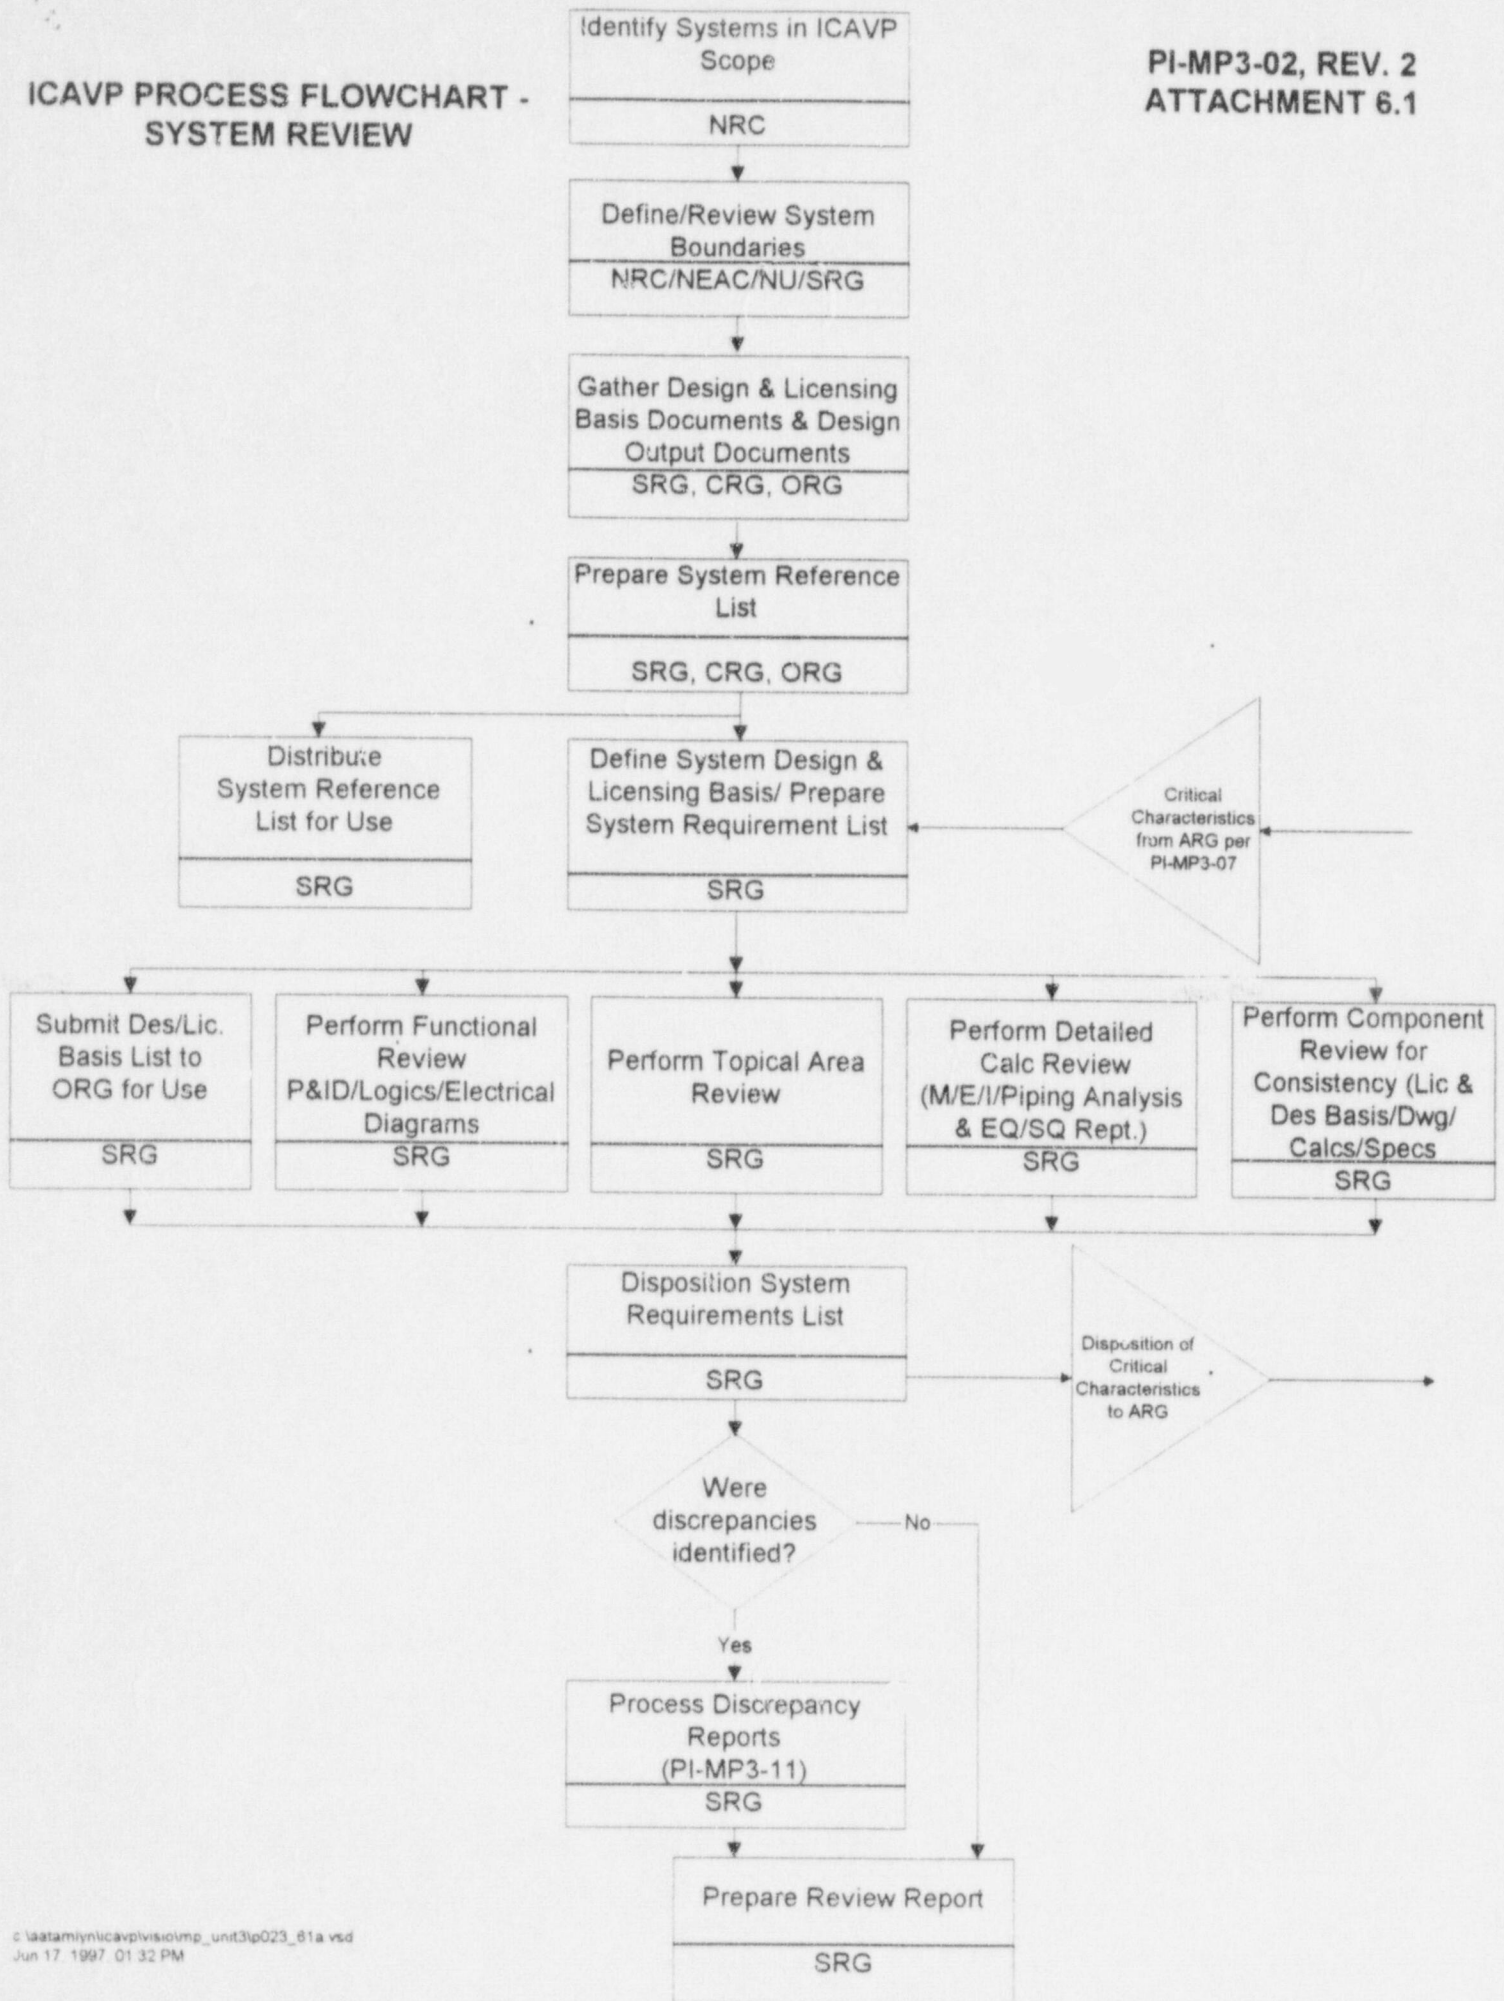 ICAVP PROCESS FLOWCHART -
SYSTEM REVIEW
PI-MP3-02, REV. 2
ATTACHMENT 6.1
Identify Systems in ICAVP
Scope
NRC
Define/Review System
Boundaries
NRC/NEAC/NU/SRG
Gather Design & Licensing
Basis Documents & Design
Output Documents
SRG, CRG, ORG
Prepare System Reference
List
SRG, CRG, ORG
Distribute
System Reference
List for Use
SRG
Define System Design &
Licensing Basis/ Prepare
System Requirement List
SRG
Critical
Characteristics
from ARG per
PI-MP3-07
Submit Des/Lic.
Basis List to
ORG for Use
SRG
Perform Functional
Review
P&ID/Logics/Electrical
Diagrams
SRG
Perform Topical Area
Review
SRG
Perform Detailed
Calc Review
(M/E/I/Piping Analysis
& EQ/SQ Rept.)
SRG
Perform Component
Review for
Consistency (Lic &
Des Basis/Dwg/
Calcs/Specs
SRG
Disposition System
Requirements List
SRG
Disposition of
Critical
Characteristics
to ARG
Were
discrepancies
identified?
No
Yes
Process Discrepancy
Reports
(PI-MP3-11)
SRG
Prepare Review Report
SRG
c:\aatamlyn\icavp\visio\mp_unit3\p023_61a.vsd
Jun 17, 1997 01:32 PM